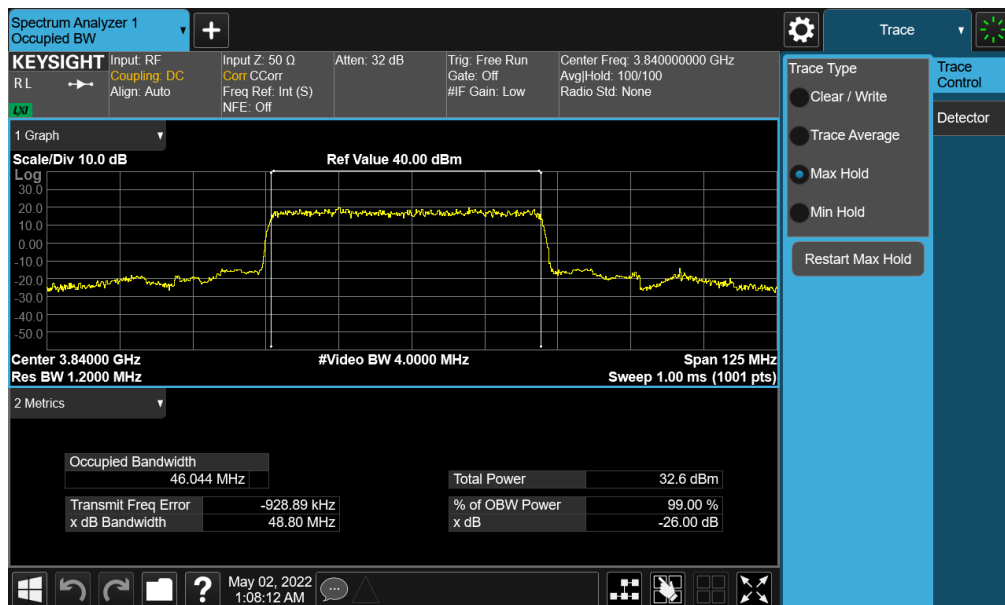 Spectrum Analyzer 1
Occupied BW
+
Trace
KEYSIGHT
R L
LXI
Input: RF
Coupling: DC
Align: Auto
Input Z: 50 Ω
Corr CCorr
Freq Ref: Int (S)
NFE: Off
Atten: 32 dB
Trig: Free Run
Gate: Off
#IF Gain: Low
Center Freq: 3.840000000 GHz
Avg|Hold: 100/100
Radio Std: None
Trace Type
Clear / Write
Trace Average
Max Hold
Min Hold
Restart Max Hold
Trace
Control
Detector
1 Graph
Scale/Div 10.0 dB
Ref Value 40.00 dBm
Log
30.0
20.0
10.0
0.00
-10.0
-20.0
-30.0
-40.0
-50.0
Center 3.84000 GHz
#Video BW 4.0000 MHz
Span 125 MHz
Res BW 1.2000 MHz
Sweep 1.00 ms (1001 pts)
2 Metrics
Occupied Bandwidth
46.044 MHz
Total Power 32.6 dBm
Transmit Freq Error -928.89 kHz
% of OBW Power 99.00 %
x dB Bandwidth 48.80 MHz
x dB -26.00 dB
?
May 02, 2022
1:08:12 AM